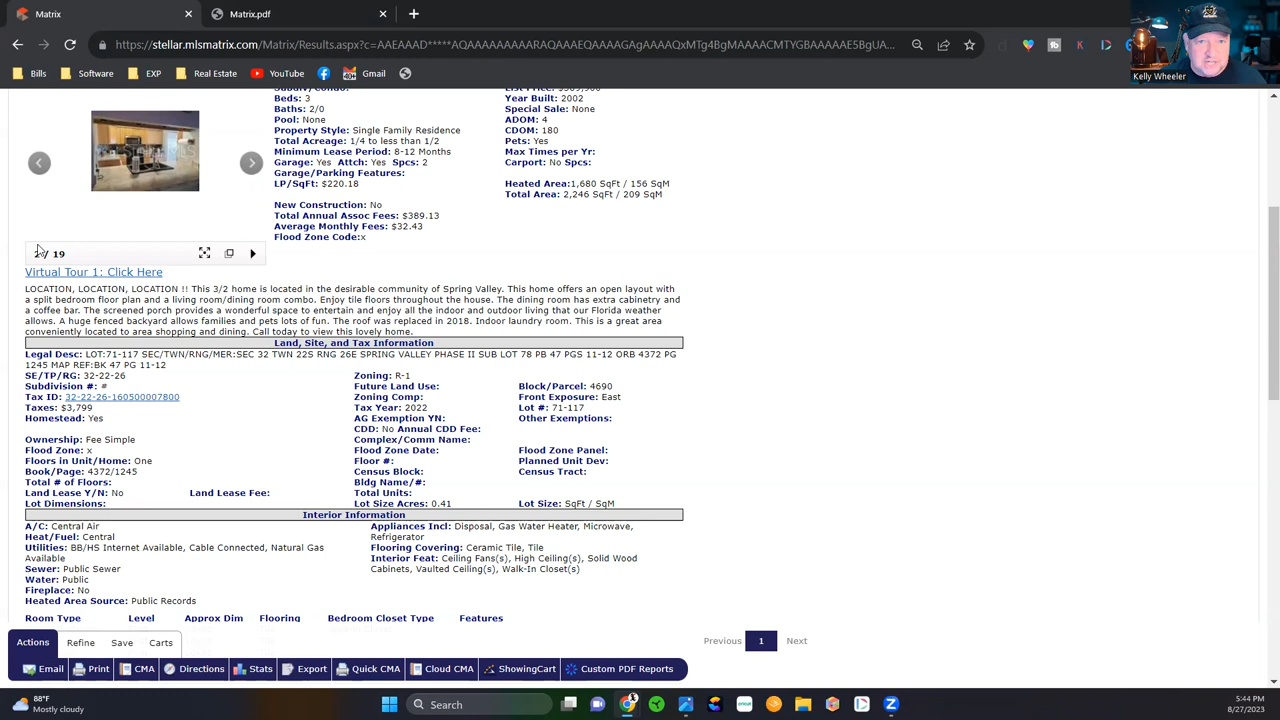 Matrix
Matrix.pdf
https://stellar.mlsmatrix.com/Matrix/Results.aspx?c=AAEAAAD*****AQAAAAAAAAARAQAAAEAAAAGAgAAAAQxMTg4BgMAAAACMTYGBAAAAAE5BgUA...
Bills Software EXP Real Estate YouTube Gmail
Kelly Wheeler
Beds: 3 Year Built: 2002
Baths: 2/0 Special Sale: None
Pool: None ADOM: 4
Property Style: Single Family Residence CDOM: 180
Total Acreage: 1/4 to less than 1/2 Pets: Yes
Minimum Lease Period: 8-12 Months Max Times per Yr:
Garage: Yes Attch: Yes Spcs: 2 Carport: No Spcs:
Garage/Parking Features:
LP/SqFt: $220.18 Heated Area:1,680 SqFt / 156 SqM
Total Area: 2,246 SqFt / 209 SqM
New Construction: No
Total Annual Assoc Fees: $389.13
Average Monthly Fees: $32.43
Flood Zone Code:x
/ 19
Virtual Tour 1: Click Here
LOCATION, LOCATION, LOCATION !! This 3/2 home is located in the desirable community of Spring Valley. This home offers an open layout with
a split bedroom floor plan and a living room/dining room combo. Enjoy tile floors throughout the house. The dining room has extra cabinetry and
a coffee bar. The screened porch provides a wonderful space to entertain and enjoy all the indoor and outdoor living that our Florida weather
allows. A huge fenced backyard allows families and pets lots of fun. The roof was replaced in 2018. Indoor laundry room. This is a great area
conveniently located to area shopping and dining. Call today to view this lovely home.
Land, Site, and Tax Information
Legal Desc: LOT:71-117 SEC/TWN/RNG/MER:SEC 32 TWN 22S RNG 26E SPRING VALLEY PHASE II SUB LOT 78 PB 47 PGS 11-12 ORB 4372 PG
1245 MAP REF:BK 47 PG 11-12
SE/TP/RG: 32-22-26 Zoning: R-1
Subdivision #: # Future Land Use: Block/Parcel: 4690
Tax ID: 32-22-26-160500007800 Zoning Comp: Front Exposure: East
Taxes: $3,799 Tax Year: 2022 Lot #: 71-117
Homestead: Yes AG Exemption YN: Other Exemptions:
CDD: No Annual CDD Fee:
Ownership: Fee Simple Complex/Comm Name:
Flood Zone: x Flood Zone Date: Flood Zone Panel:
Floors in Unit/Home: One Floor #: Planned Unit Dev:
Book/Page: 4372/1245 Census Block: Census Tract:
Total # of Floors: Bldg Name/#:
Land Lease Y/N: No Land Lease Fee: Total Units:
Lot Dimensions: Lot Size Acres: 0.41 Lot Size: SqFt / SqM
Interior Information
A/C: Central Air Appliances Incl: Disposal, Gas Water Heater, Microwave,
Heat/Fuel: Central Refrigerator
Utilities: BB/HS Internet Available, Cable Connected, Natural Gas Flooring Covering: Ceramic Tile, Tile
Available Interior Feat: Ceiling Fans(s), High Ceiling(s), Solid Wood
Sewer: Public Sewer Cabinets, Vaulted Ceiling(s), Walk-In Closet(s)
Water: Public
Fireplace: No
Heated Area Source: Public Records
Room Type Level Approx Dim Flooring Bedroom Closet Type Features
Actions Refine Save Carts Previous 1 Next
Email Print CMA Directions Stats Export Quick CMA Cloud CMA ShowingCart Custom PDF Reports
88°F
Mostly cloudy
Search
5:44 PM
8/27/2023